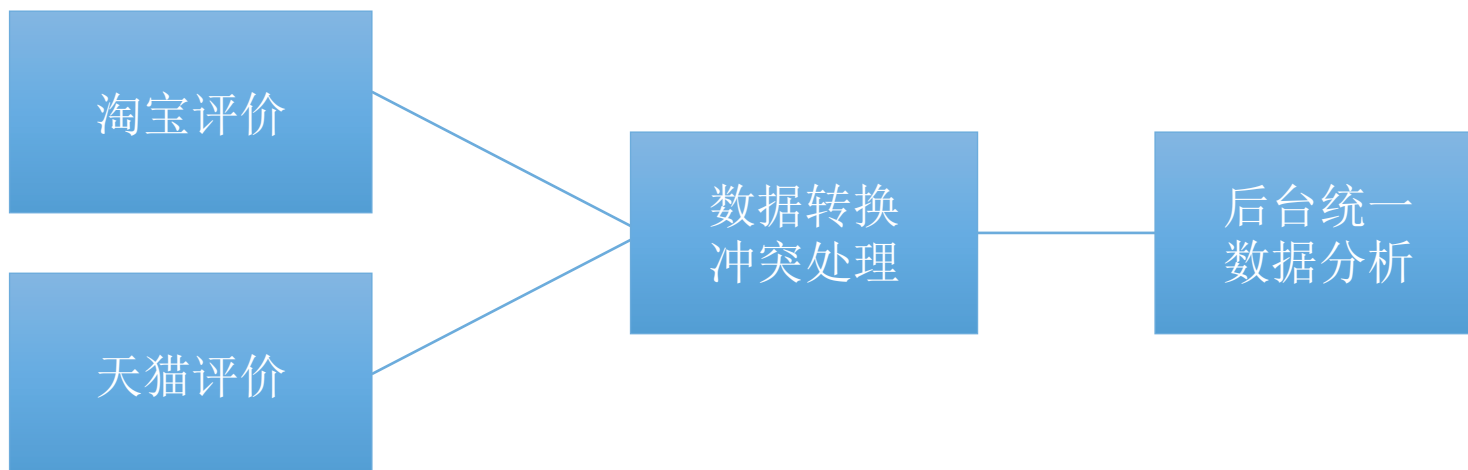 淘宝评价
天猫评价
数据转换
冲突处理
后台统一
数据分析